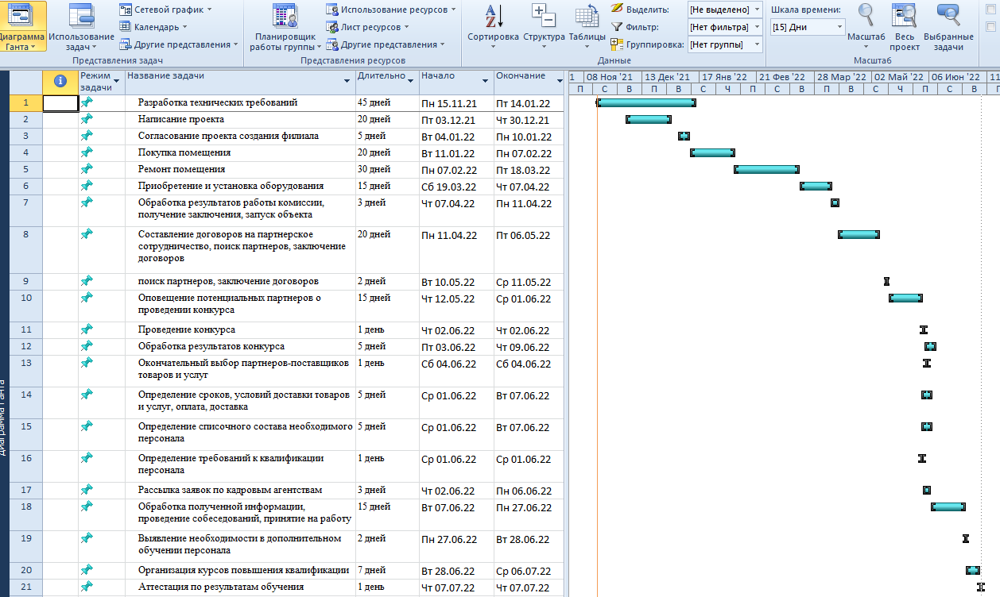 Диаграмма Ганта
Использование задач
Сетевой график
Календарь
Другие представления
Представления задач
Планировщик работы группы
Использование ресурсов
Лист ресурсов
Другие представления
Представления ресурсов
Сортировка
Структура
Таблицы
Выделить: [Не выделено]
Фильтр: [Нет фильтра]
Группировка: [Нет группы]
Данные
Шкала времени:
[15] Дни
Масштаб
Весь проект
Выбранные задачи
Масштаб
Режим задачи Название задачи Длительно Начало Окончание
1 08 Ноя '21 13 Дек '21 17 Янв '22 21 Фев '22 28 Мар '22 02 Май '22 06 Июн '22 11
П С В П В Ч П С В П С Ч П С В П
1 Разработка технических требований 45 дней Пн 15.11.21 Пт 14.01.22
2 Написание проекта 20 дней Пт 03.12.21 Чт 30.12.21
3 Согласование проекта создания филиала 5 дней Вт 04.01.22 Пн 10.01.22
4 Покупка помещения 20 дней Вт 11.01.22 Пн 07.02.22
5 Ремонт помещения 30 дней Пн 07.02.22 Пт 18.03.22
6 Приобретение и установка оборудования 15 дней Сб 19.03.22 Чт 07.04.22
7 Обработка результатов работы комиссии, 3 дней Чт 07.04.22 Пн 11.04.22
получение заключения, запуск объекта
8 Составление договоров на партнерское 20 дней Пн 11.04.22 Пт 06.05.22
сотрудничество, поиск партнеров, заключение
договоров
9 поиск партнеров, заключение договоров 2 дней Вт 10.05.22 Ср 11.05.22
10 Оповещение потенциальных партнеров о 15 дней Чт 12.05.22 Ср 01.06.22
проведении конкурса
11 Проведение конкурса 1 день Чт 02.06.22 Чт 02.06.22
12 Обработка результатов конкурса 5 дней Пт 03.06.22 Чт 09.06.22
13 Окончательный выбор партнеров-поставщиков 1 день Сб 04.06.22 Сб 04.06.22
товаров и услуг
14 Определение сроков, условий доставки товаров 5 дней Ср 01.06.22 Вт 07.06.22
и услуг, оплата, доставка
15 Определение списочного состава необходимого 5 дней Ср 01.06.22 Вт 07.06.22
персонала
16 Определение требований к квалификации 1 день Ср 01.06.22 Ср 01.06.22
персонала
17 Рассылка заявок по кадровым агентствам 3 дней Чт 02.06.22 Пн 06.06.22
18 Обработка полученной информации, 15 дней Вт 07.06.22 Пн 27.06.22
проведение собеседований, принятие на работу
19 Выявление необходимости в дополнительном 2 дней Пн 27.06.22 Вт 28.06.22
обучении персонала
20 Организация курсов повышения квалификации 7 дней Вт 28.06.22 Ср 06.07.22
21 Аттестация по результатам обучения 1 день Чт 07.07.22 Чт 07.07.22